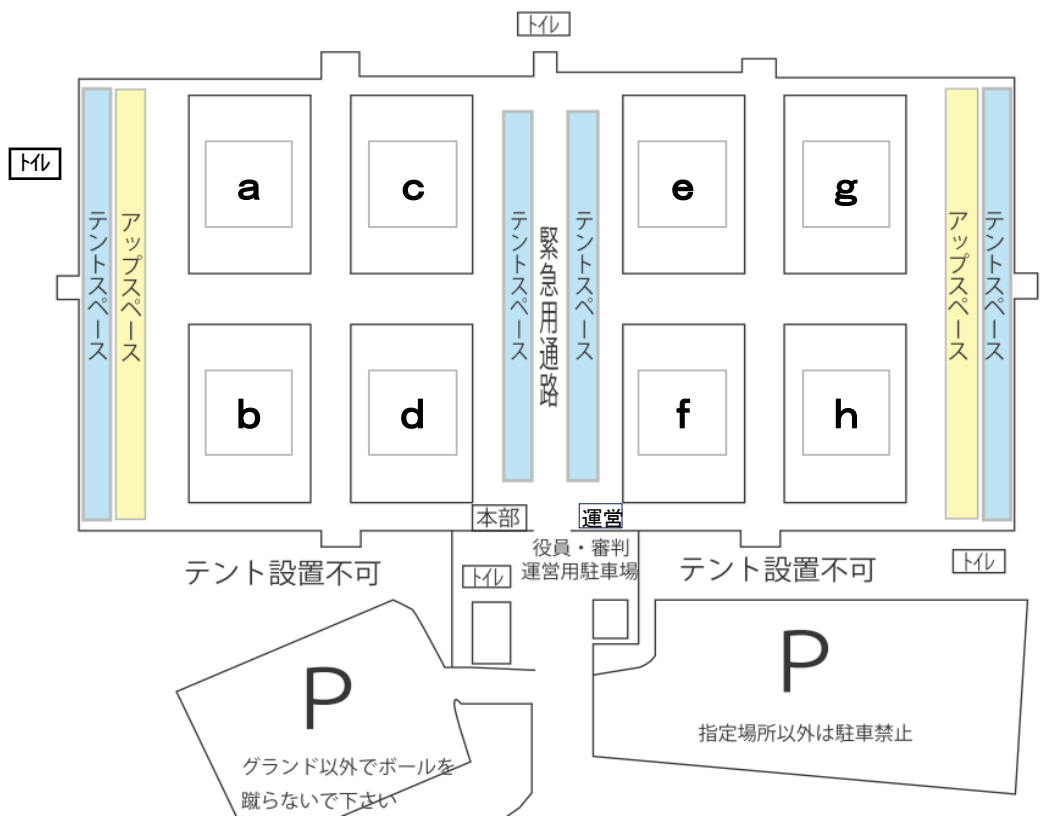 トイレ
トイレ
a
c
e
g
テントスペース
アップスペース
テントスペース
緊急用通路
テントスペース
アップスペース
テントスペース
b
d
f
h
本部
運営
役員・審判
運営用駐車場
テント設置不可
トイレ
テント設置不可
トイレ
P
P
指定場所以外は駐車禁止
グランド以外でボールを
蹴らないで下さい